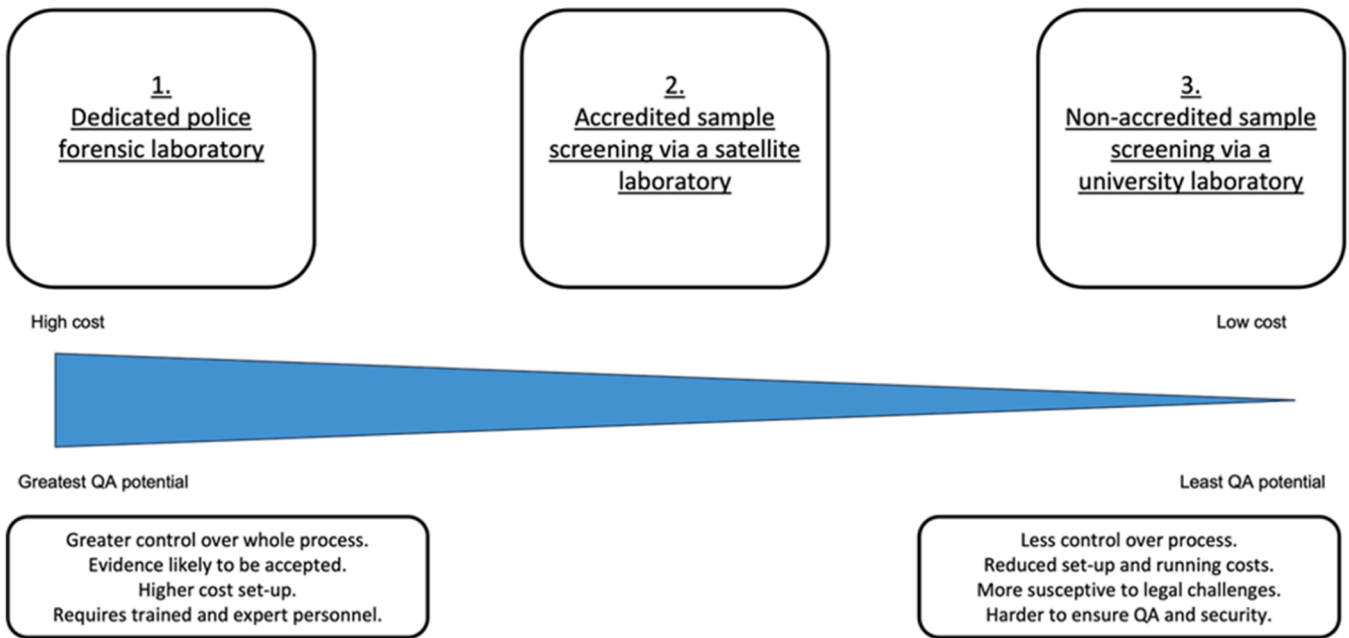 1.
Dedicated police
forensic laboratory
2.
Accredited sample
screening via a satellite
laboratory
3.
Non-accredited sample
screening via a
university laboratory
High cost
Low cost
Greatest QA potential
Least QA potential
Greater control over whole process.
Evidence likely to be accepted.
Higher cost set-up.
Requires trained and expert personnel.
Less control over process.
Reduced set-up and running costs.
More susceptive to legal challenges.
Harder to ensure QA and security.